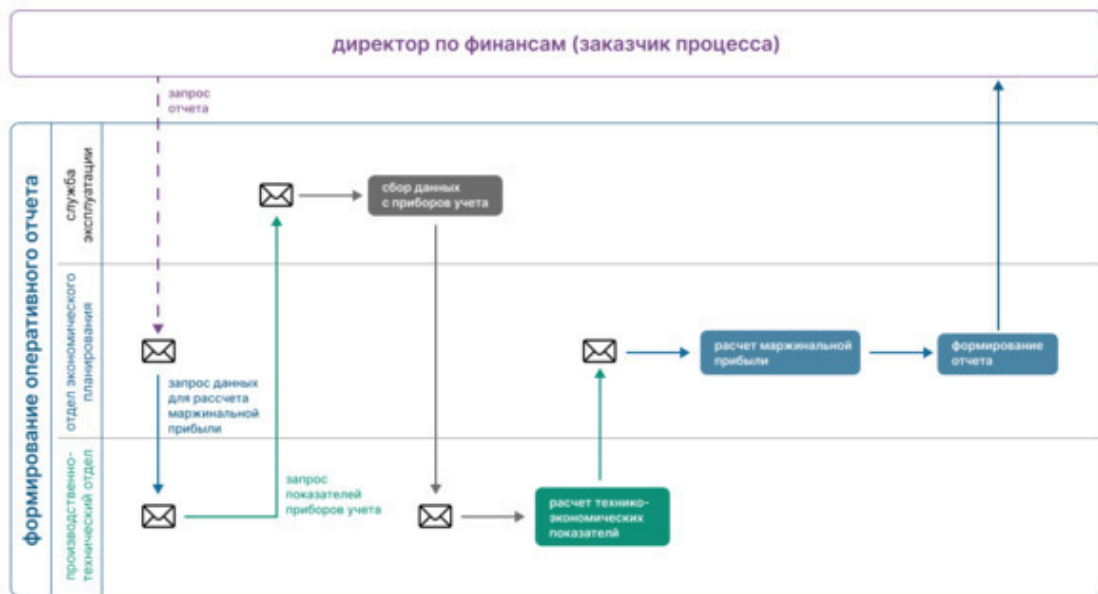 директор по финансам (заказчик процесса)
запрос
отчета
формирование оперативного отчета
служба
эксплуатации
сбор данных
с приборов учета
отдел экономического
планирования
запрос данных
для рассчета
маржинальной
прибыли
расчет маржинальной
прибыли
формирование
отчета
производственно-
технический отдел
запрос
показателей
приборов учета
расчет технико-
экономических
показателй